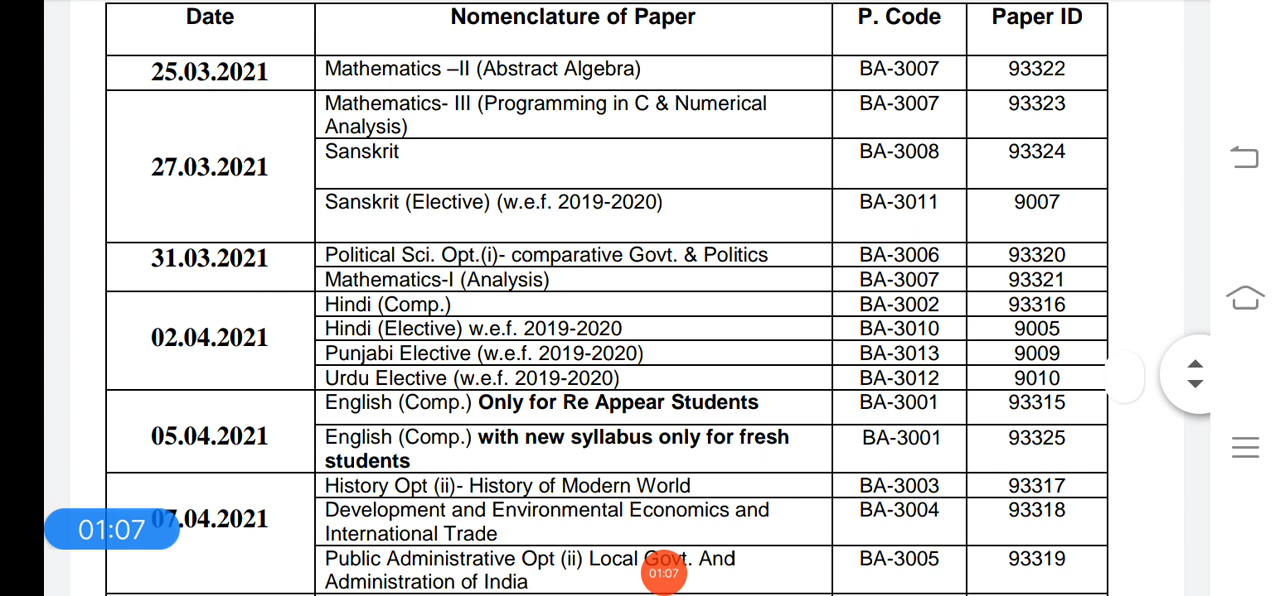 Date Nomenclature of Paper P. Code Paper ID
25.03.2021 Mathematics –II (Abstract Algebra) BA-3007 93322
27.03.2021 Mathematics- III (Programming in C & Numerical BA-3007 93323
Analysis)
Sanskrit BA-3008 93324
Sanskrit (Elective) (w.e.f. 2019-2020) BA-3011 9007
31.03.2021 Political Sci. Opt.(i)- comparative Govt. & Politics BA-3006 93320
Mathematics-I (Analysis) BA-3007 93321
02.04.2021 Hindi (Comp.) BA-3002 93316
Hindi (Elective) w.e.f. 2019-2020 BA-3010 9005
Punjabi Elective (w.e.f. 2019-2020) BA-3013 9009
Urdu Elective (w.e.f. 2019-2020) BA-3012 9010
05.04.2021 English (Comp.) Only for Re Appear Students BA-3001 93315
English (Comp.) with new syllabus only for fresh BA-3001 93325
students
07.04.2021 History Opt (ii)- History of Modern World BA-3003 93317
Development and Environmental Economics and BA-3004 93318
International Trade
Public Administrative Opt (ii) Local Govt. And BA-3005 93319
Administration of India
01:07
01:07